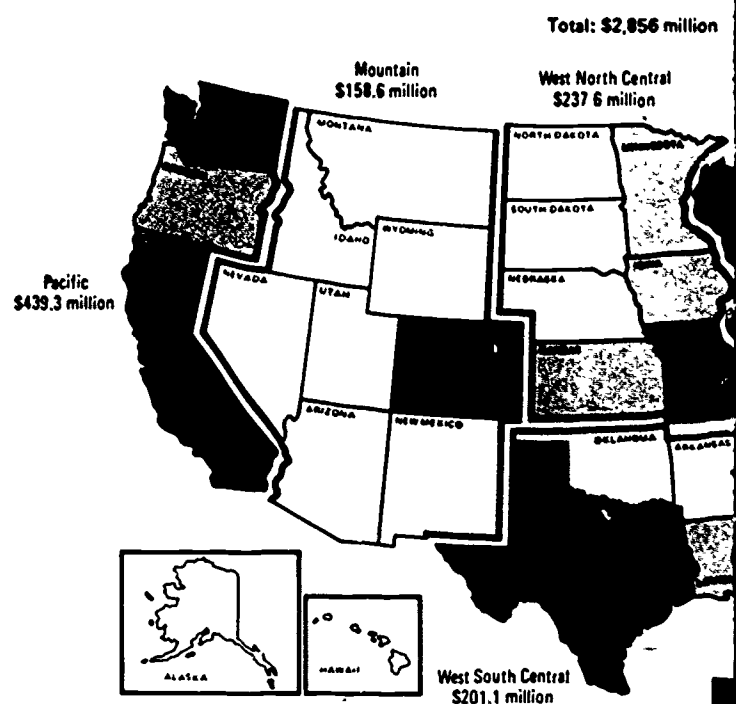 Total: $2,856 million
Mountain
$158.6 million
West North Central
$237 6 million
MONTANA
NORTH DAKOTA
MINNESOTA
SOUTH DAKOTA
IDAHO
WYOMING
IOWA
NEBRASKA
Pacific
$439.3 million
NEVADA
UTAH
ARIZONA
NEW MEXICO
OKLAHOMA
ARKANSAS
ALASKA
HAWAII
West South Central
$201.1 million